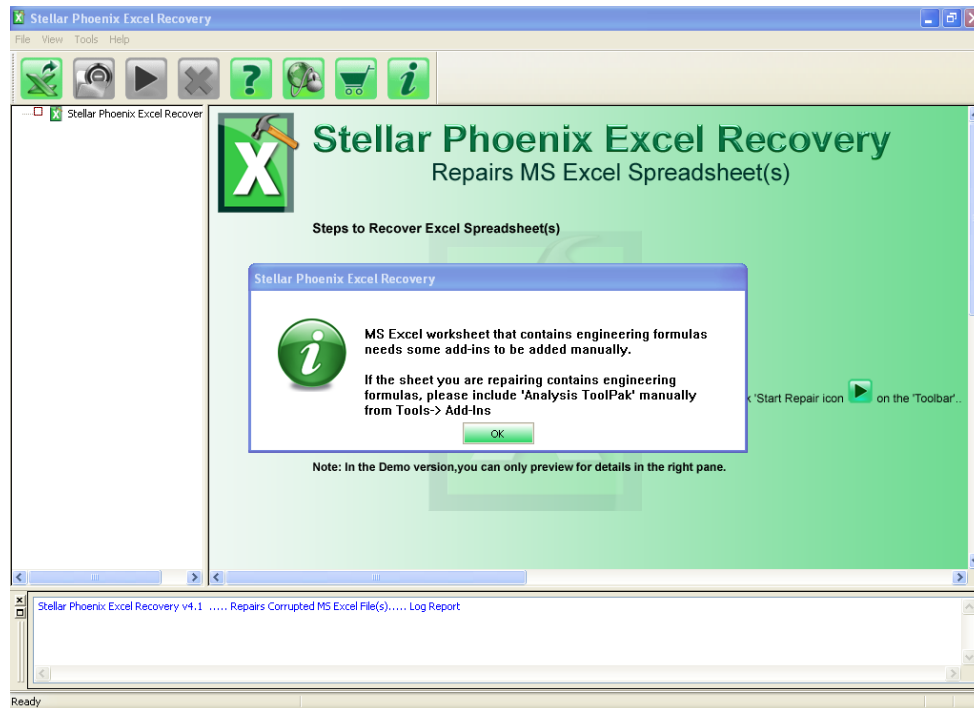 Stellar Phoenix Excel Recovery
File View Tools Help
Stellar Phoenix Excel Recover
Stellar Phoenix Excel Recovery
Repairs MS Excel Spreadsheet(s)
Steps to Recover Excel Spreadsheet(s)
Stellar Phoenix Excel Recovery
MS Excel worksheet that contains engineering formulas
needs some add-ins to be added manually.
If the sheet you are repairing contains engineering
formulas, please include 'Analysis ToolPak' manually
from Tools-> Add-Ins
OK
'Start Repair icon on the 'Toolbar'..
Note: In the Demo version,you can only preview for details in the right pane.
Stellar Phoenix Excel Recovery v4.1 ..... Repairs Corrupted MS Excel File(s)..... Log Report
Ready